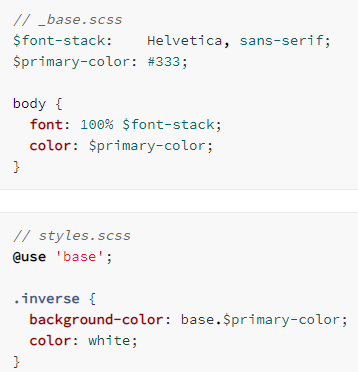 // _base.scss
$font-stack:    Helvetica, sans-serif;
$primary-color: #333;

body {
  font: 100% $font-stack;
  color: $primary-color;
}

// styles.scss
@use 'base';

.inverse {
  background-color: base.$primary-color;
  color: white;
}